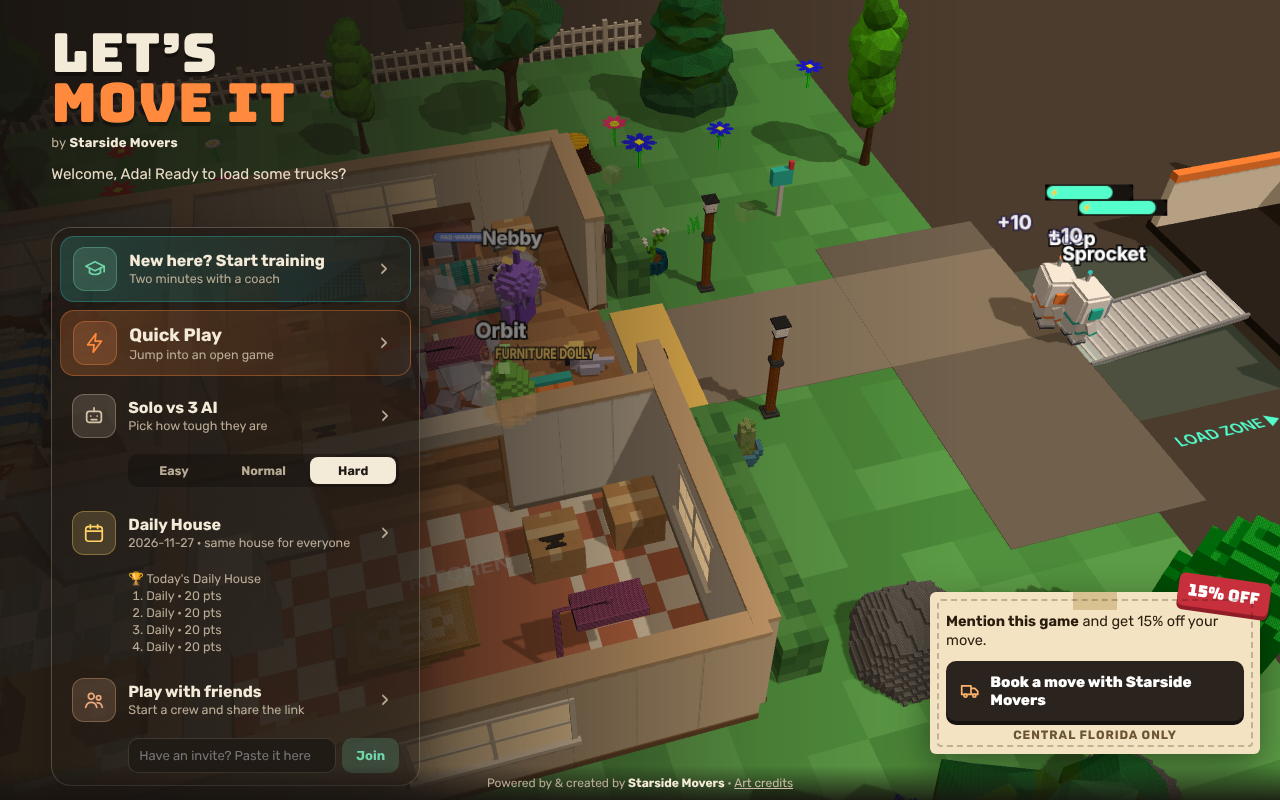 LET'S
MOVE IT
by Starside Movers
Welcome, Ada! Ready to load some trucks?
New here? Start training
Two minutes with a coach
Quick Play
Jump into an open game
Solo vs 3 AI
Pick how tough they are
Easy Normal Hard
Daily House
2026-11-27 • same house for everyone
🏆 Today's Daily House
1. Daily • 20 pts
2. Daily • 20 pts
3. Daily • 20 pts
4. Daily • 20 pts
Play with friends
Start a crew and share the link
Have an invite? Paste it here
Join
Nebby
Orbit
FURNITURE DOLLY
KITCHEN
+10
+10
Sprocket
LOAD ZONE
15% OFF
Mention this game and get 15% off your
move.
Book a move with Starside
Movers
CENTRAL FLORIDA ONLY
Powered by & created by Starside Movers • Art credits